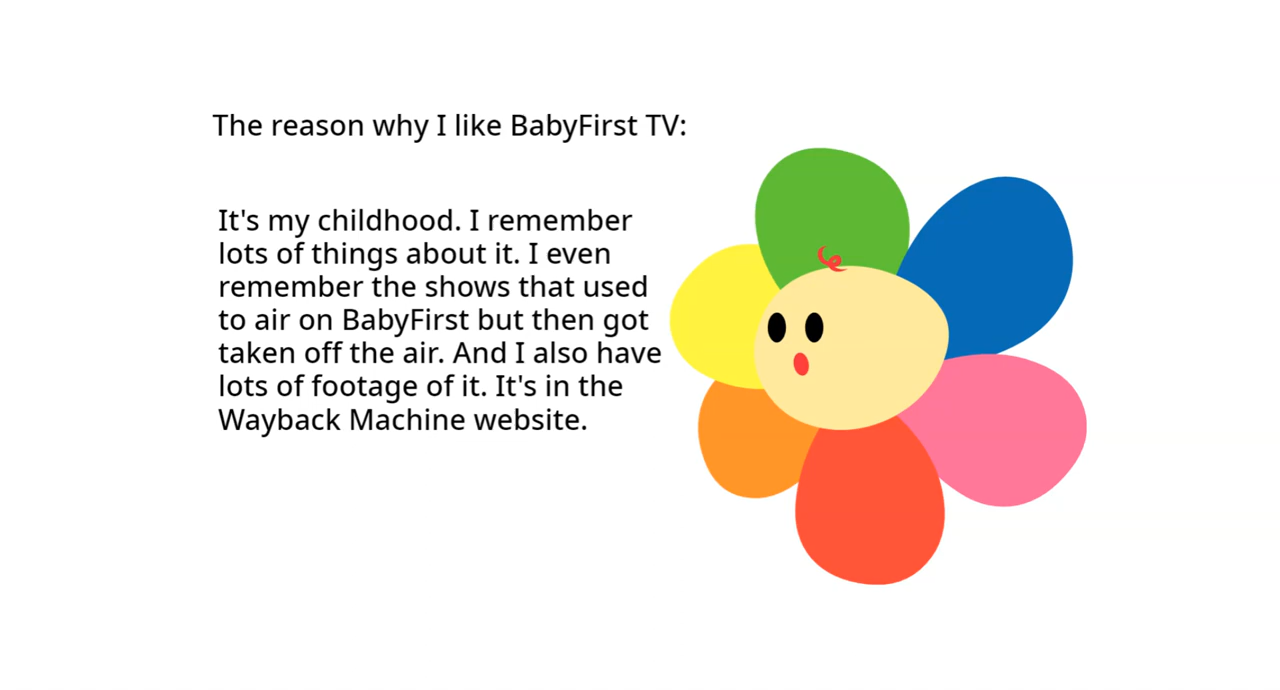 The reason why I like BabyFirst TV:
It's my childhood. I remember
lots of things about it. I even
remember the shows that used
to air on BabyFirst but then got
taken off the air. And I also have
lots of footage of it. It's in the
Wayback Machine website.